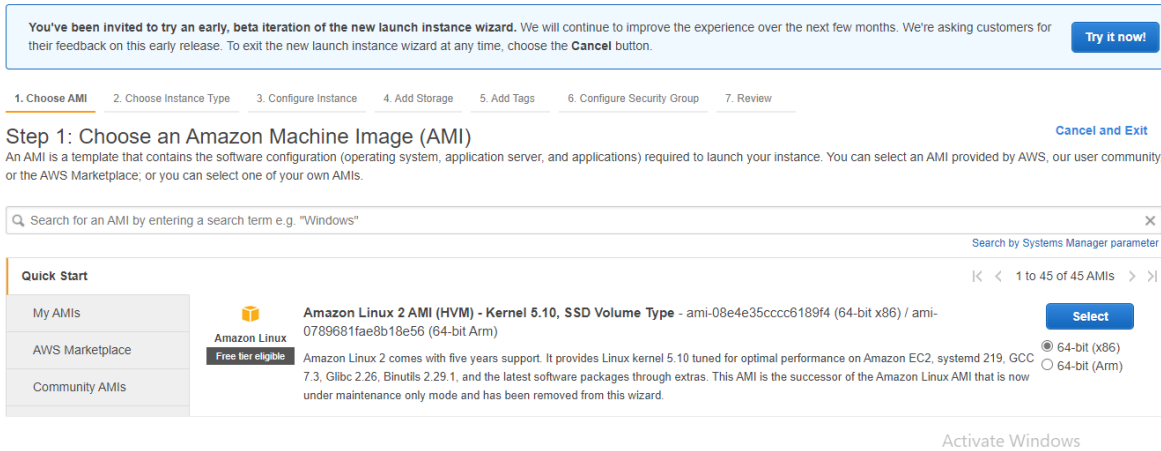 You've been invited to try an early, beta iteration of the new launch instance wizard. We will continue to improve the experience over the next few months. We're asking customers for
their feedback on this early release. To exit the new launch instance wizard at any time, choose the Cancel button.
Try it now!
1. Choose AMI 2. Choose Instance Type 3. Configure Instance 4. Add Storage 5. Add Tags 6. Configure Security Group 7. Review
Step 1: Choose an Amazon Machine Image (AMI)
Cancel and Exit
An AMI is a template that contains the software configuration (operating system, application server, and applications) required to launch your instance. You can select an AMI provided by AWS, our user community
or the AWS Marketplace; or you can select one of your own AMIs.
Search for an AMI by entering a search term e.g. "Windows"
Search by Systems Manager parameter
Quick Start
1 to 45 of 45 AMIs
My AMIs
AWS Marketplace
Community AMIs
Amazon Linux
Free tier eligible
Amazon Linux 2 AMI (HVM) - Kernel 5.10, SSD Volume Type - ami-08e4e35cccc6189f4 (64-bit x86) / ami-
0789681fae8b18e56 (64-bit Arm)
Amazon Linux 2 comes with five years support. It provides Linux kernel 5.10 tuned for optimal performance on Amazon EC2, systemd 219, GCC
7.3, Glibc 2.26, Binutils 2.29.1, and the latest software packages through extras. This AMI is the successor of the Amazon Linux AMI that is now
under maintenance only mode and has been removed from this wizard.
Select
64-bit (x86)
64-bit (Arm)
Activate Windows